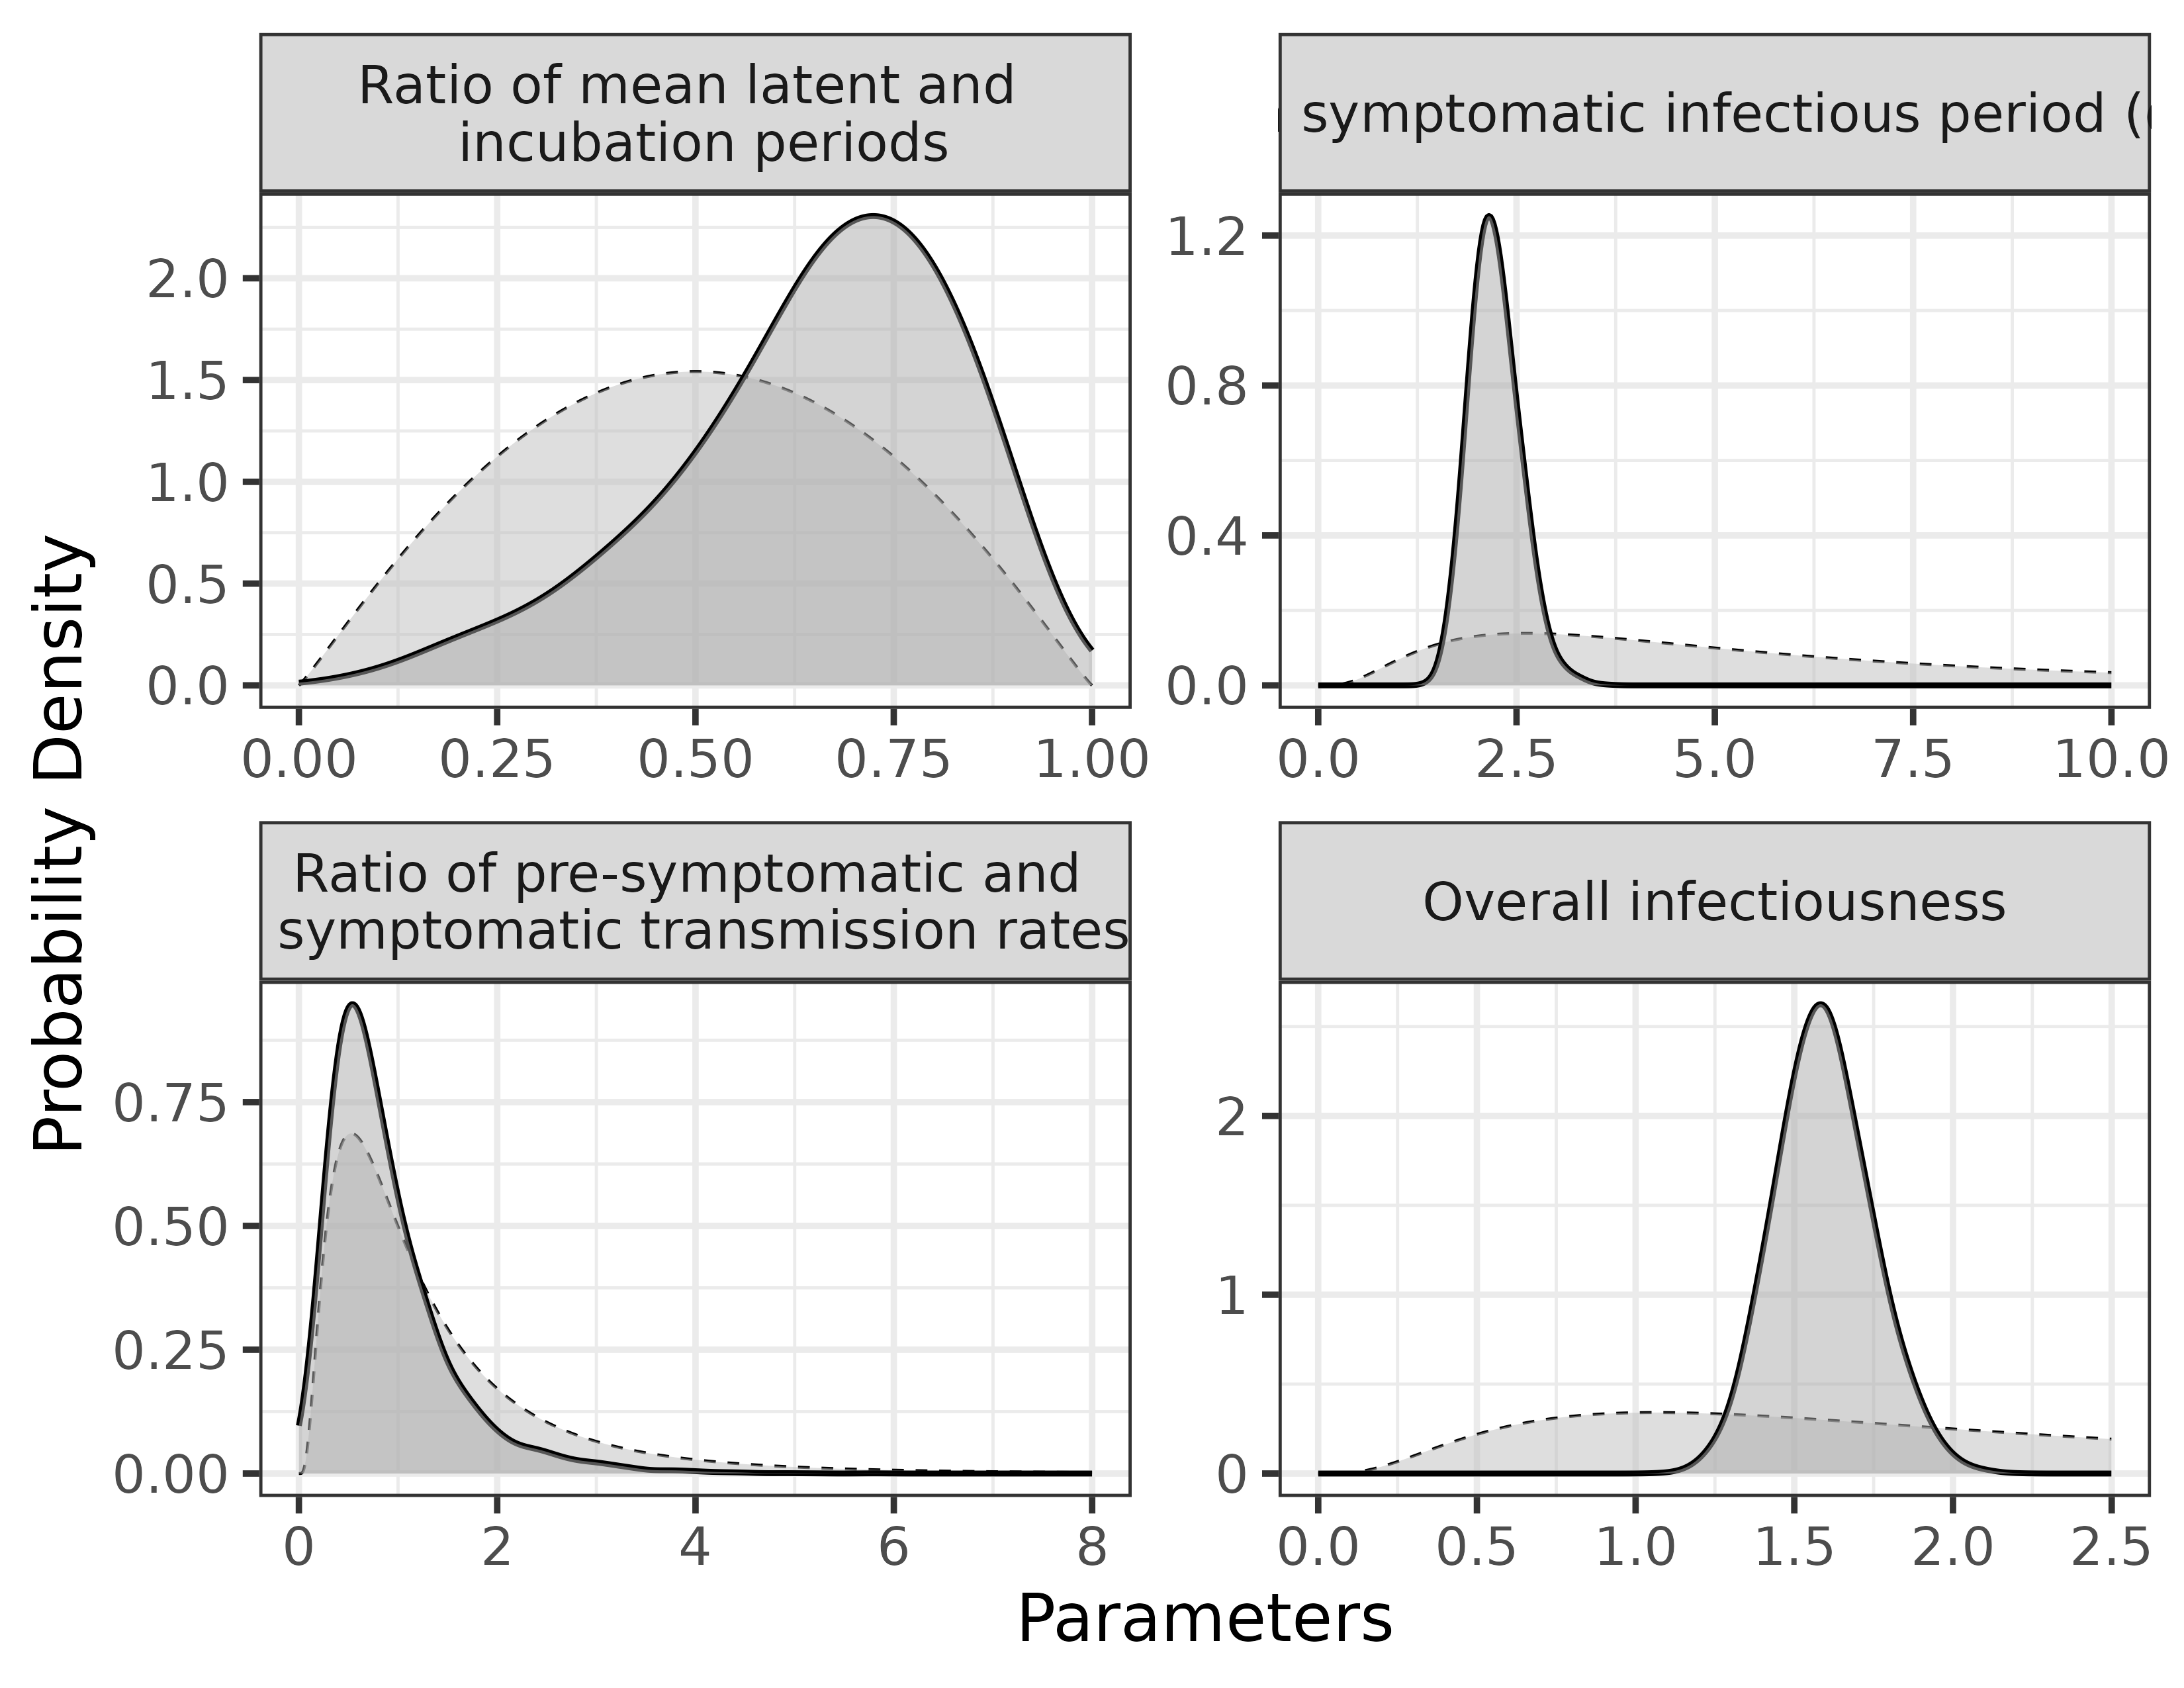 Ratio of mean latent and
incubation periods
symptomatic infectious period (
Probability Density
2.0
1.5
1.0
0.5
0.0
0.00 0.25 0.50 0.75 1.00
1.2
0.8
0.4
0.0
0.0 2.5 5.0 7.5 10.0
Ratio of pre-symptomatic and
symptomatic transmission rates
Overall infectiousness
0.75
0.50
0.25
0.00
0 2 4 6 8
2
1
0
0.0 0.5 1.0 1.5 2.0 2.5
Parameters